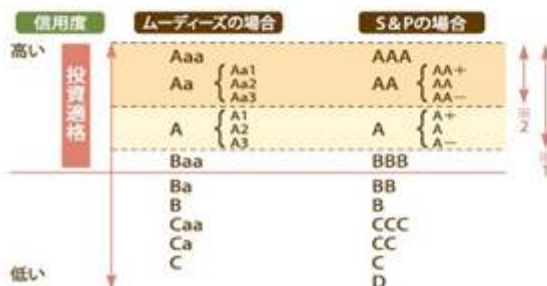 信用度 ムーディーズの場合 S&Pの場合
高い
投資適格
Aaa AAA
Aa Aa1 Aa2 Aa3 AA AA+ AA AA−
A A1 A2 A3 A A+ A A−
Baa BBB
Ba BB
B B
Caa CCC
Ca CC
C C
低い D
※2